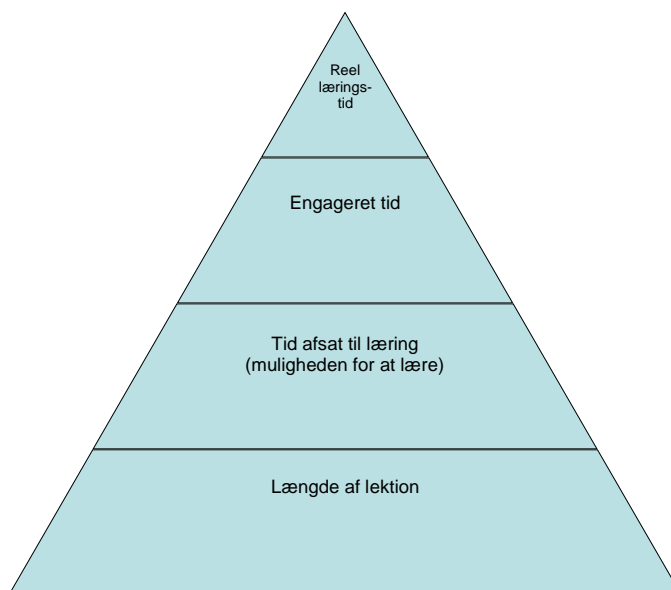 Reel
lærings-
tid
Engageret tid
Tid afsat til læring
(muligheden for at lære)
Længde af lektion